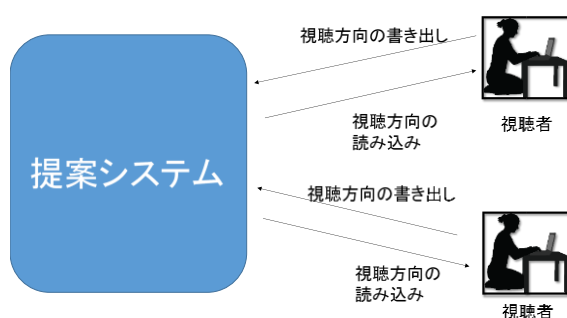 視聴方向の書き出し
提案システム
視聴方向の
読み込み
視聴者
視聴方向の書き出し
視聴方向の
読み込み
視聴者